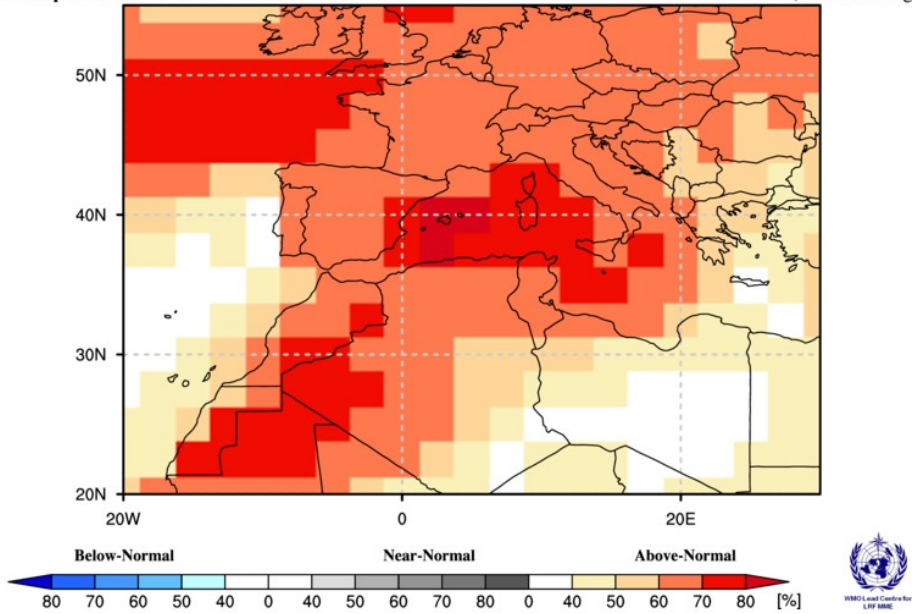 50N
40N
30N
20N
20W 0 20E
Below-Normal Near-Normal Above-Normal
80 70 60 50 40 0 40 50 60 70 80 0 40 50 60 70 80 [%]
WMO Lead Centre for
LRF MME